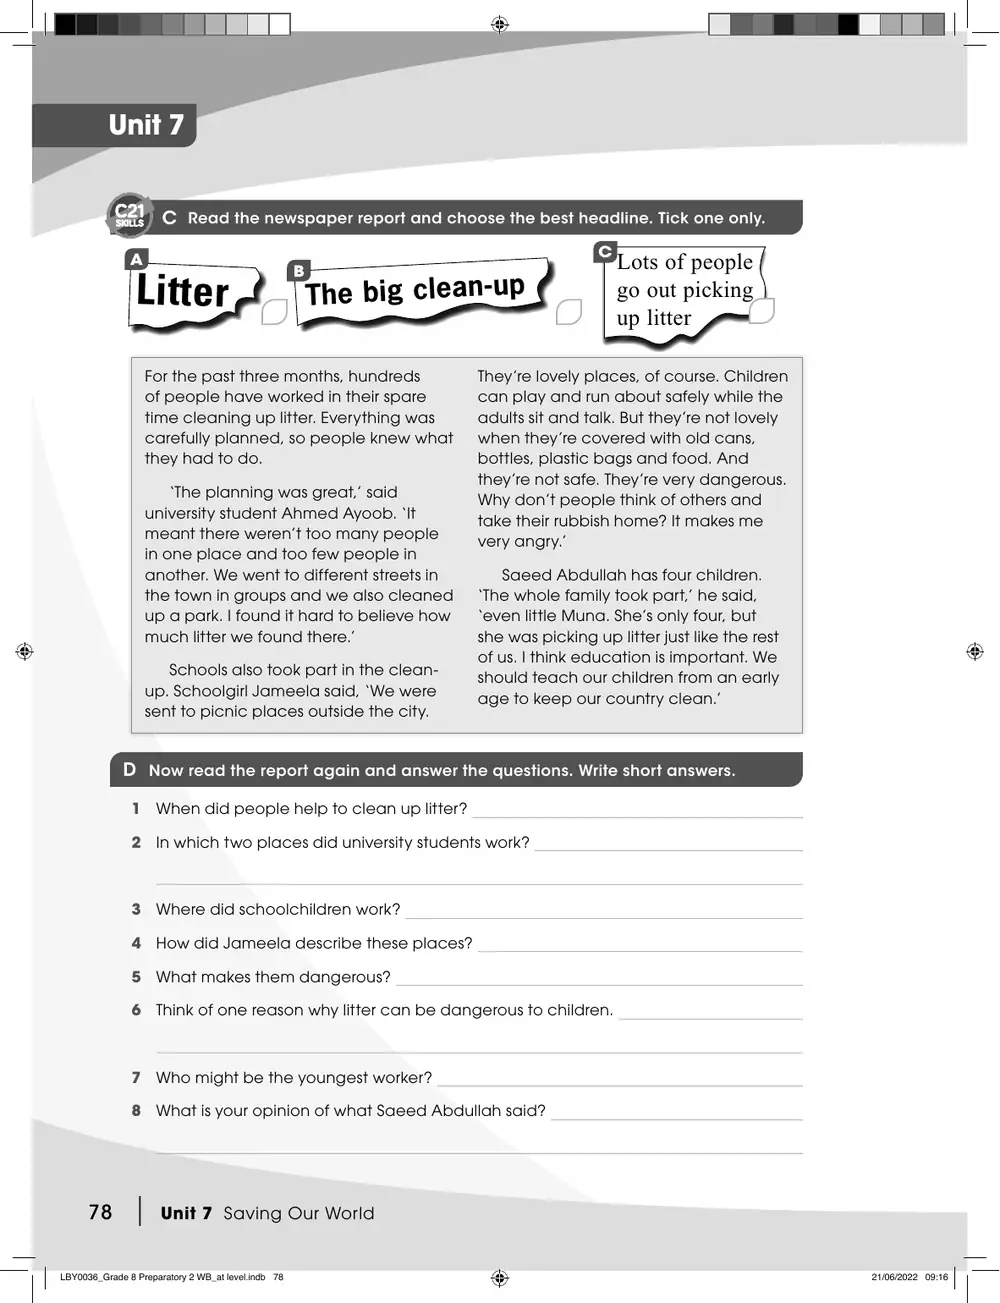 Unit 7
C21
SKILLS
C Read the newspaper report and choose the best headline. Tick one only.
A
Litter
B
The big clean-up
C
Lots of people
go out picking
up litter
For the past three months, hundreds
of people have worked in their spare
time cleaning up litter. Everything was
carefully planned, so people knew what
they had to do.
‘The planning was great,’ said
university student Ahmed Ayoob. ‘It
meant there weren’t too many people
in one place and too few people in
another. We went to different streets in
the town in groups and we also cleaned
up a park. I found it hard to believe how
much litter we found there.’
Schools also took part in the clean-
up. Schoolgirl Jameela said, ‘We were
sent to picnic places outside the city.
They’re lovely places, of course. Children
can play and run about safely while the
adults sit and talk. But they’re not lovely
when they’re covered with old cans,
bottles, plastic bags and food. And
they’re not safe. They’re very dangerous.
Why don’t people think of others and
take their rubbish home? It makes me
very angry.’
Saeed Abdullah has four children.
‘The whole family took part,’ he said,
‘even little Muna. She’s only four, but
she was picking up litter just like the rest
of us. I think education is important. We
should teach our children from an early
age to keep our country clean.’
D Now read the report again and answer the questions. Write short answers.
1 When did people help to clean up litter?
2 In which two places did university students work?
3 Where did schoolchildren work?
4 How did Jameela describe these places?
5 What makes them dangerous?
6 Think of one reason why litter can be dangerous to children.
7 Who might be the youngest worker?
8 What is your opinion of what Saeed Abdullah said?
78 Unit 7 Saving Our World
LBY0036_Grade 8 Preparatory 2 WB_at level.indb 78 21/06/2022 09:16